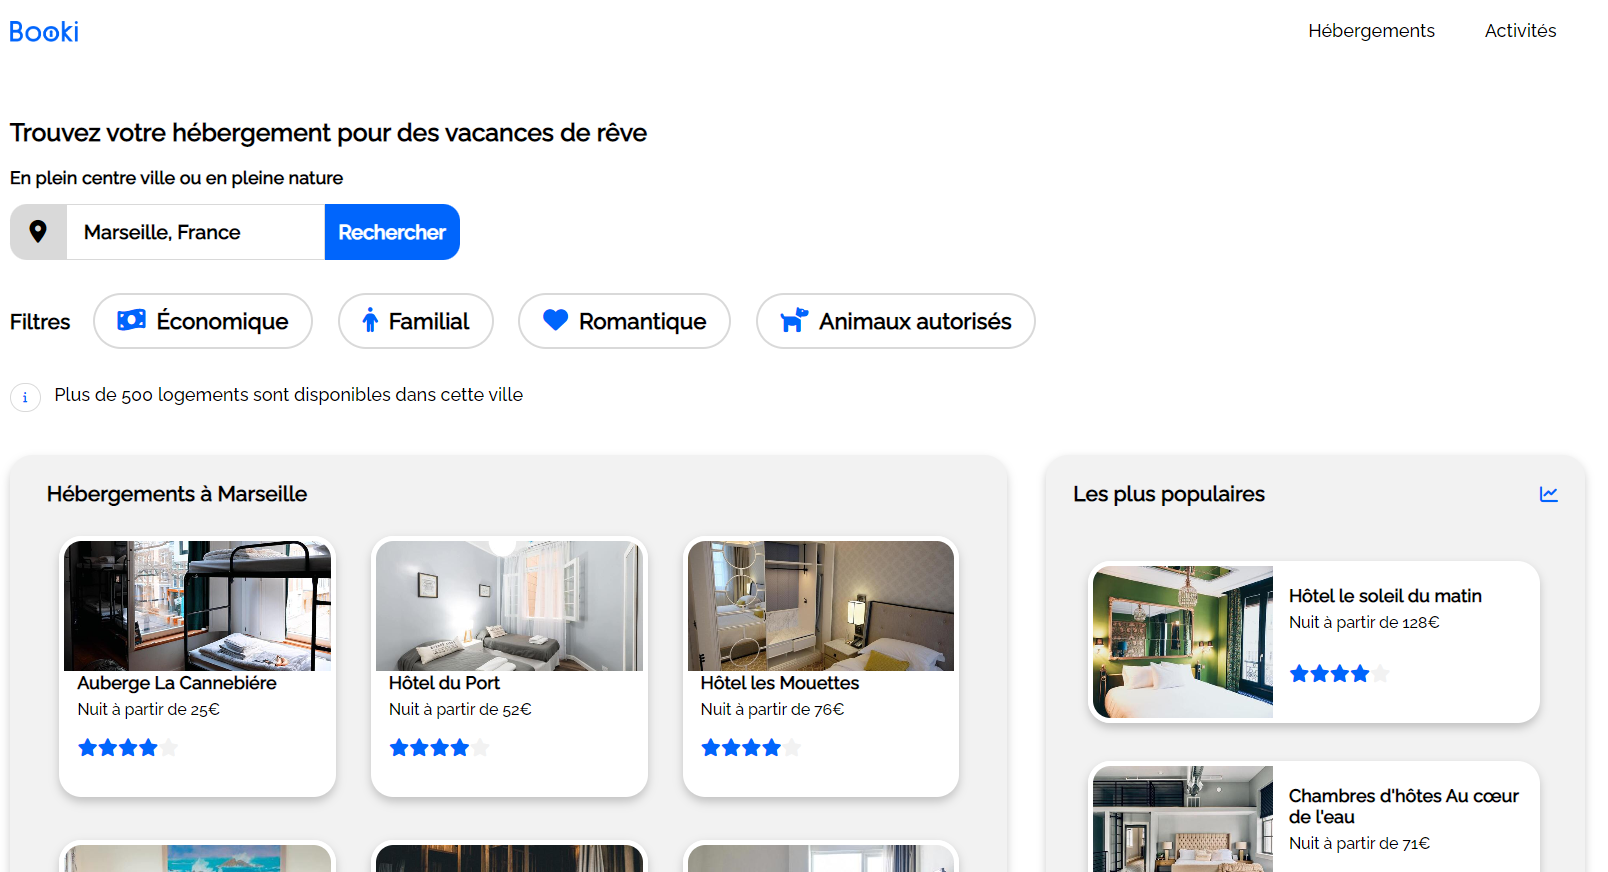 Booki
Hébergements
Activités
Trouvez votre hébergement pour des vacances de rêve
En plein centre ville ou en pleine nature
Marseille, France
Rechercher
Filtres
Économique
Familial
Romantique
Animaux autorisés
i
Plus de 500 logements sont disponibles dans cette ville
Hébergements à Marseille
Auberge La Cannebiére
Nuit à partir de 25€
Hôtel du Port
Nuit à partir de 52€
Hôtel les Mouettes
Nuit à partir de 76€
Les plus populaires
Hôtel le soleil du matin
Nuit à partir de 128€
Chambres d'hôtes Au cœur
de l'eau
Nuit à partir de 71€